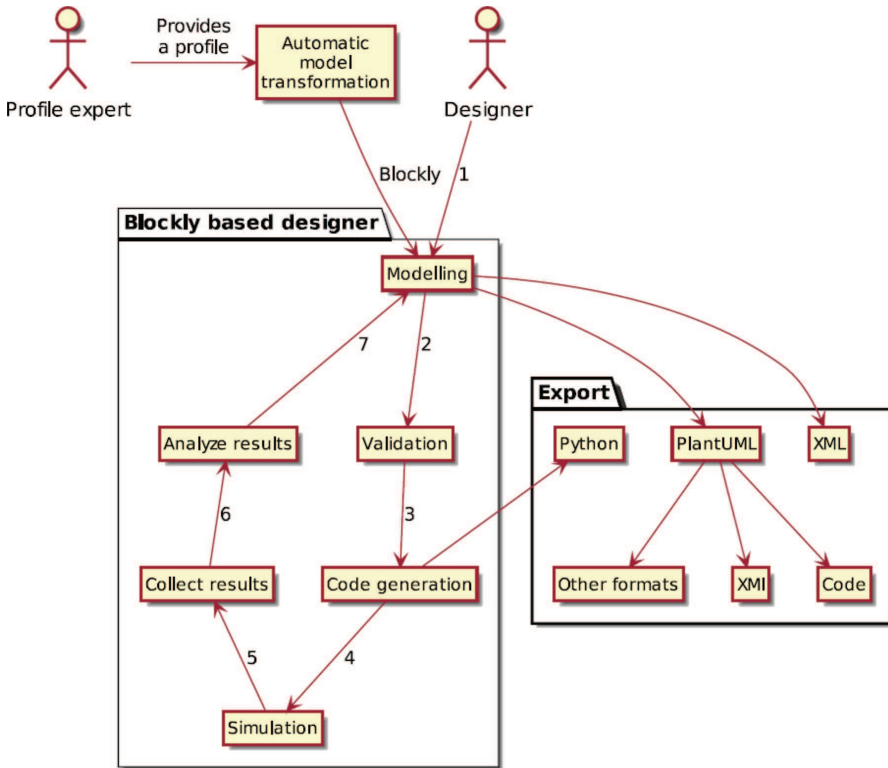 Provides
a profile
Automatic
model
transformation
Profile expert
Designer
Blockly
1
Blockly based designer
Modelling
7
2
Export
Analyze results
Validation
Python
PlantUML
XML
6
3
Collect results
Code generation
Other formats
XMI
Code
5
4
Simulation